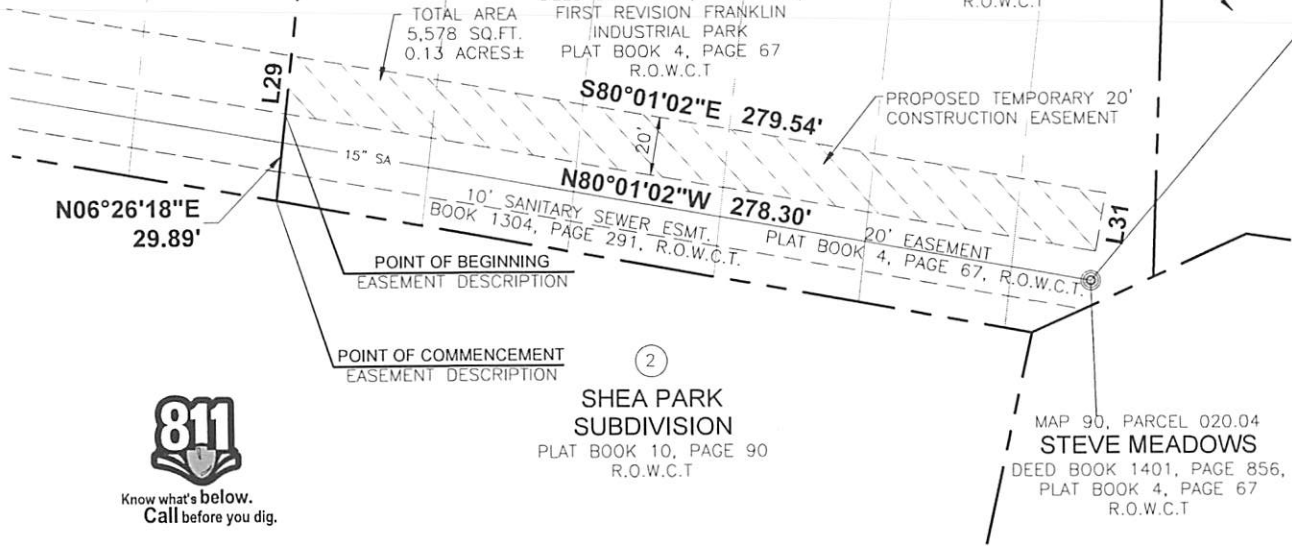 R.O.W.C.T
TOTAL AREA
5,578 SQ.FT.
0.13 ACRES±
FIRST REVISION FRANKLIN
INDUSTRIAL PARK
PLAT BOOK 4, PAGE 67
R.O.W.C.T
L29
S80°01'02"E 279.54'
PROPOSED TEMPORARY 20'
CONSTRUCTION EASEMENT
20'
15" SA
N80°01'02"W 278.30'
N06°26'18"E
29.89'
10' SANITARY SEWER ESMT.
BOOK 1304, PAGE 291, R.O.W.C.T.
20' EASEMENT
PLAT BOOK 4, PAGE 67, R.O.W.C.T.
L31
POINT OF BEGINNING
EASEMENT DESCRIPTION
POINT OF COMMENCEMENT
EASEMENT DESCRIPTION
2
SHEA PARK
SUBDIVISION
PLAT BOOK 10, PAGE 90
R.O.W.C.T
MAP 90, PARCEL 020.04
STEVE MEADOWS
DEED BOOK 1401, PAGE 856,
PLAT BOOK 4, PAGE 67
R.O.W.C.T
811
Know what's below.
Call before you dig.